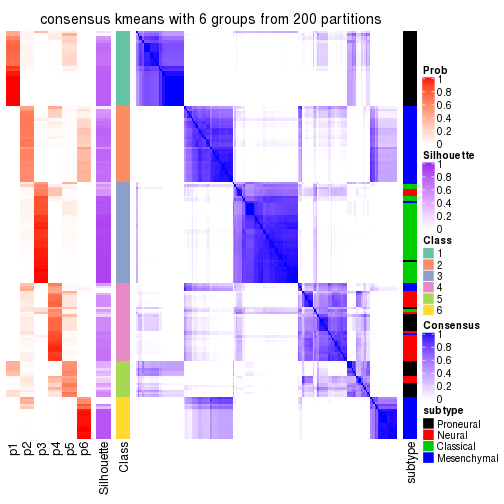 consensus kmeans with 6 groups from 200 partitions
Prob
1
0.8
0.6
0.4
0.2
0
Silhouette
1
0.8
0.6
0.4
0.2
0
Class
1
2
3
4
5
6
Consensus
1
0.8
0.6
0.4
0.2
0
subtype
Proneural
Neural
Classical
Mesenchymal
p1
p2
p3
p4
p5
p6
Silhouette
Class
subtype